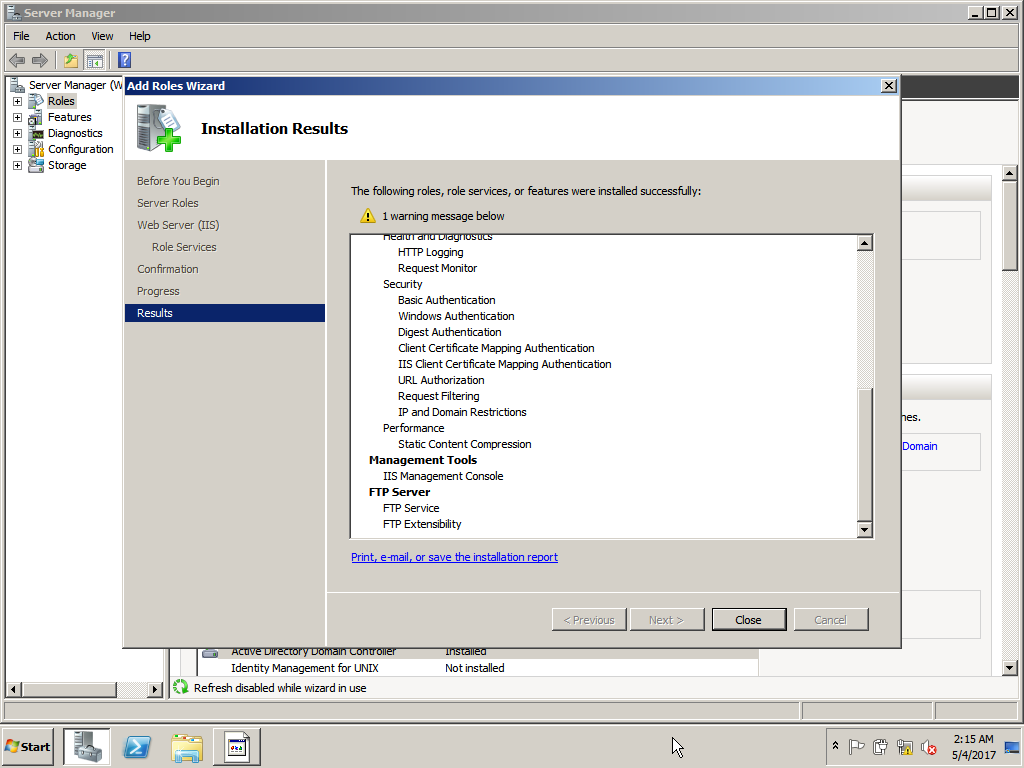 Server Manager
File Action View Help
Server Manager (W
Roles
Features
Diagnostics
Configuration
Storage
Add Roles Wizard
Installation Results
Before You Begin
Server Roles
Web Server (IIS)
Role Services
Confirmation
Progress
Results
The following roles, role services, or features were installed successfully:
1 warning message below
Health and Diagnostics
HTTP Logging
Request Monitor
Security
Basic Authentication
Windows Authentication
Digest Authentication
Client Certificate Mapping Authentication
IIS Client Certificate Mapping Authentication
URL Authorization
Request Filtering
IP and Domain Restrictions
Performance
Static Content Compression
Management Tools
IIS Management Console
FTP Server
FTP Service
FTP Extensibility
Print, e-mail, or save the installation report
< Previous Next > Close Cancel
nes.
Domain
Active Directory Domain Controller Installed
Identity Management for UNIX Not installed
Refresh disabled while wizard in use
Start
2:15 AM
5/4/2017